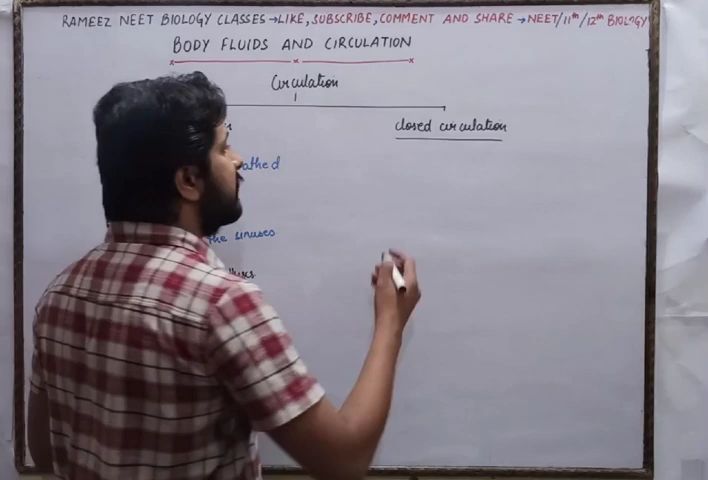 RAMEEZ NEET BIOLOGY CLASSES → LIKE, SUBSCRIBE, COMMENT AND SHARE → NEET/11th/12th BIOLOGY
BODY FLUIDS AND CIRCULATION
Circulation
closed circulation
the sinuses